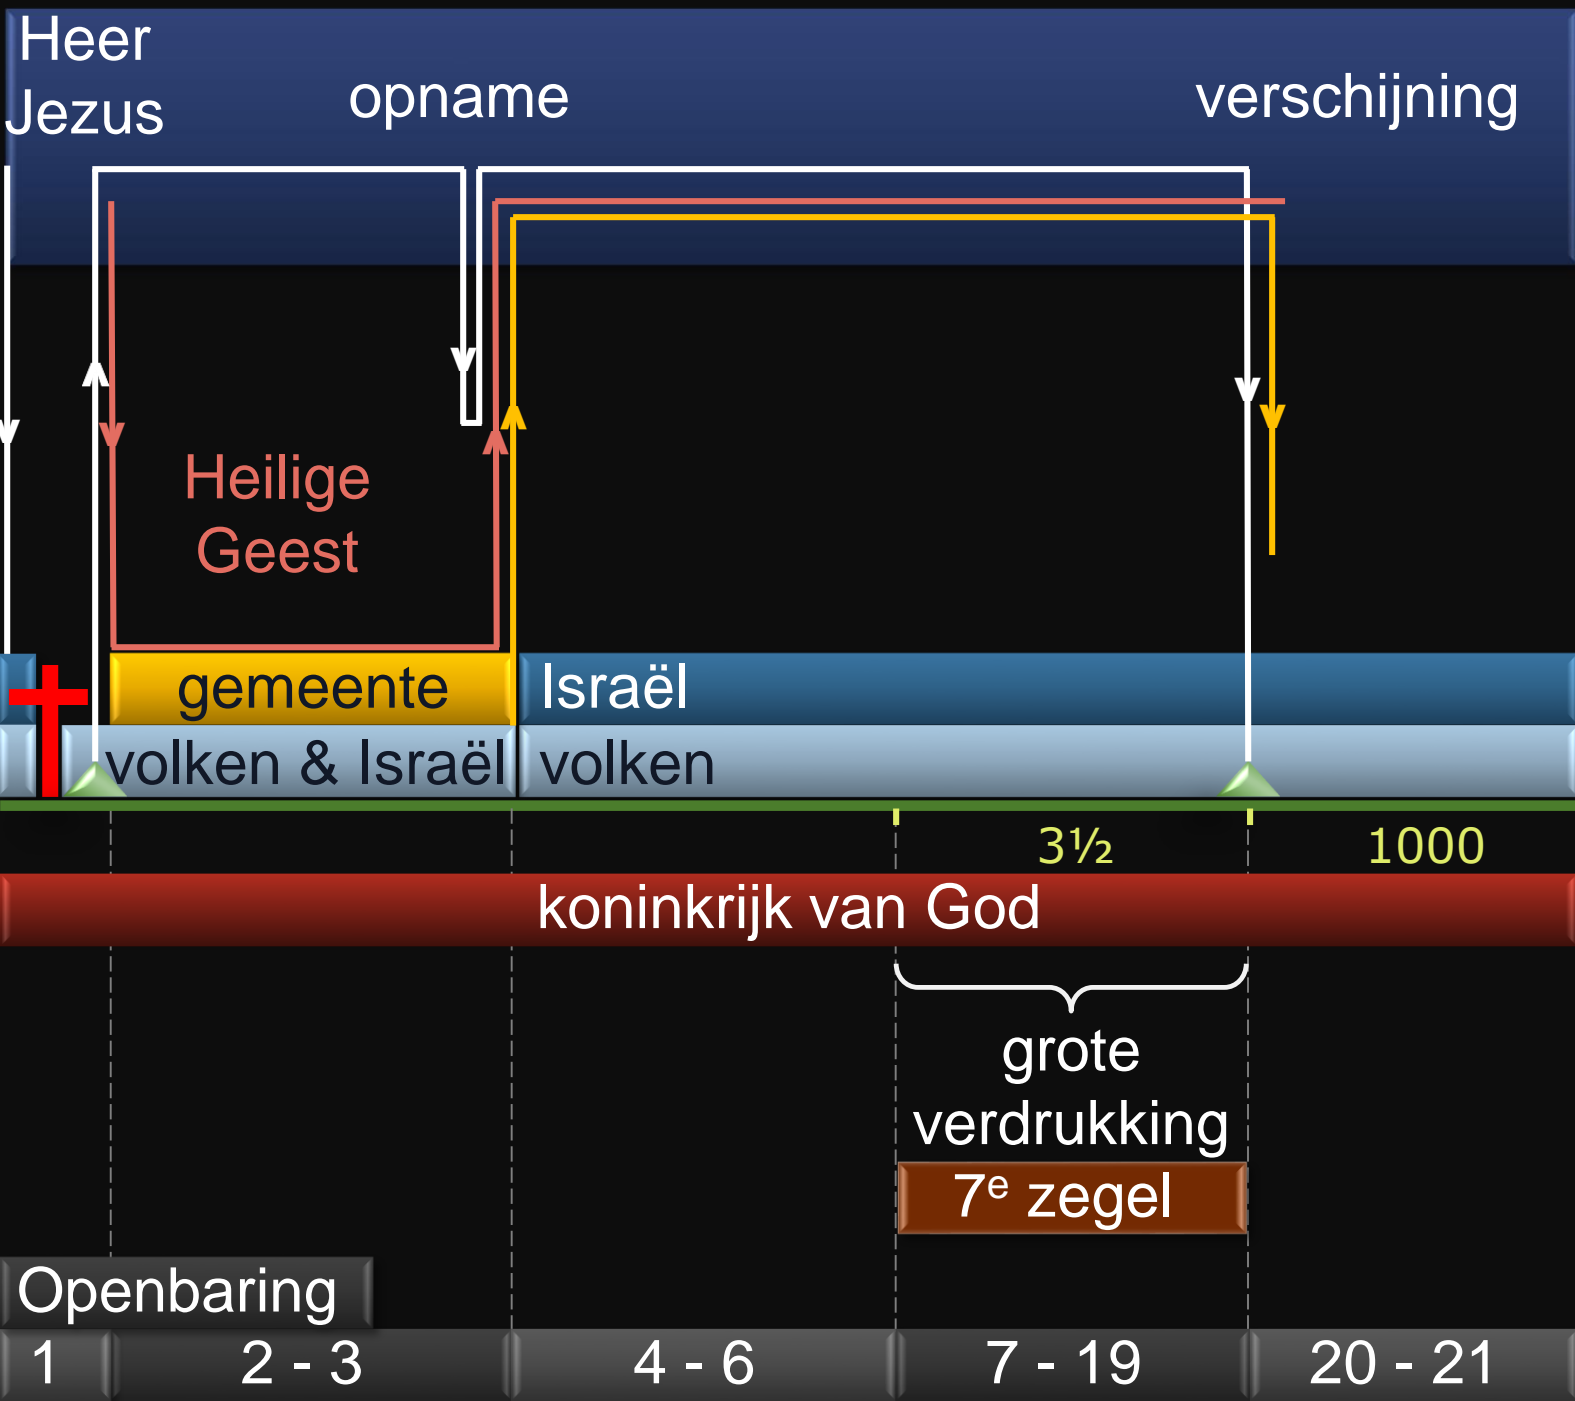 Heer
Jezus
opname
verschijning
Heilige
Geest
gemeente
Israël
volken & Israël
volken
3½
1000
koninkrijk van God
grote
verdrukking
7e zegel
Openbaring
1
2 - 3
4 - 6
7 - 19
20 - 21